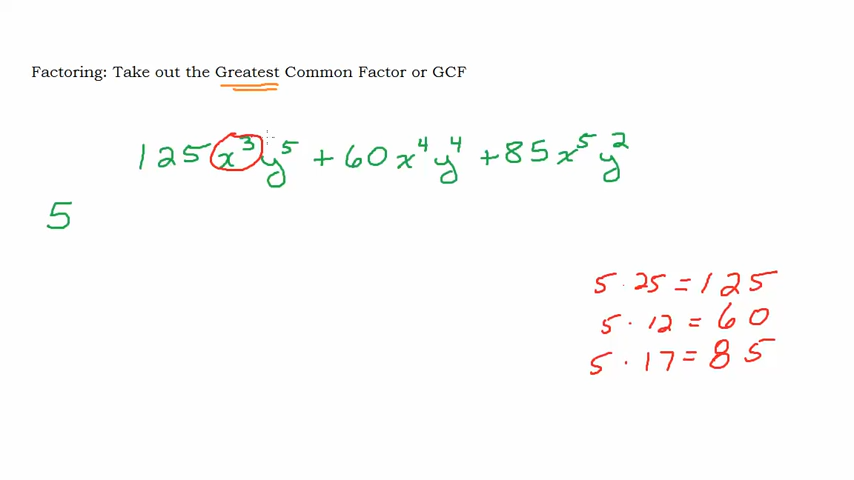 Factoring: Take out the Greatest Common Factor or GCF
125x³y⁵ + 60x⁴y⁴ + 85x⁵y²
5
5 · 25 = 125
5 · 12 = 60
5 · 17 = 85